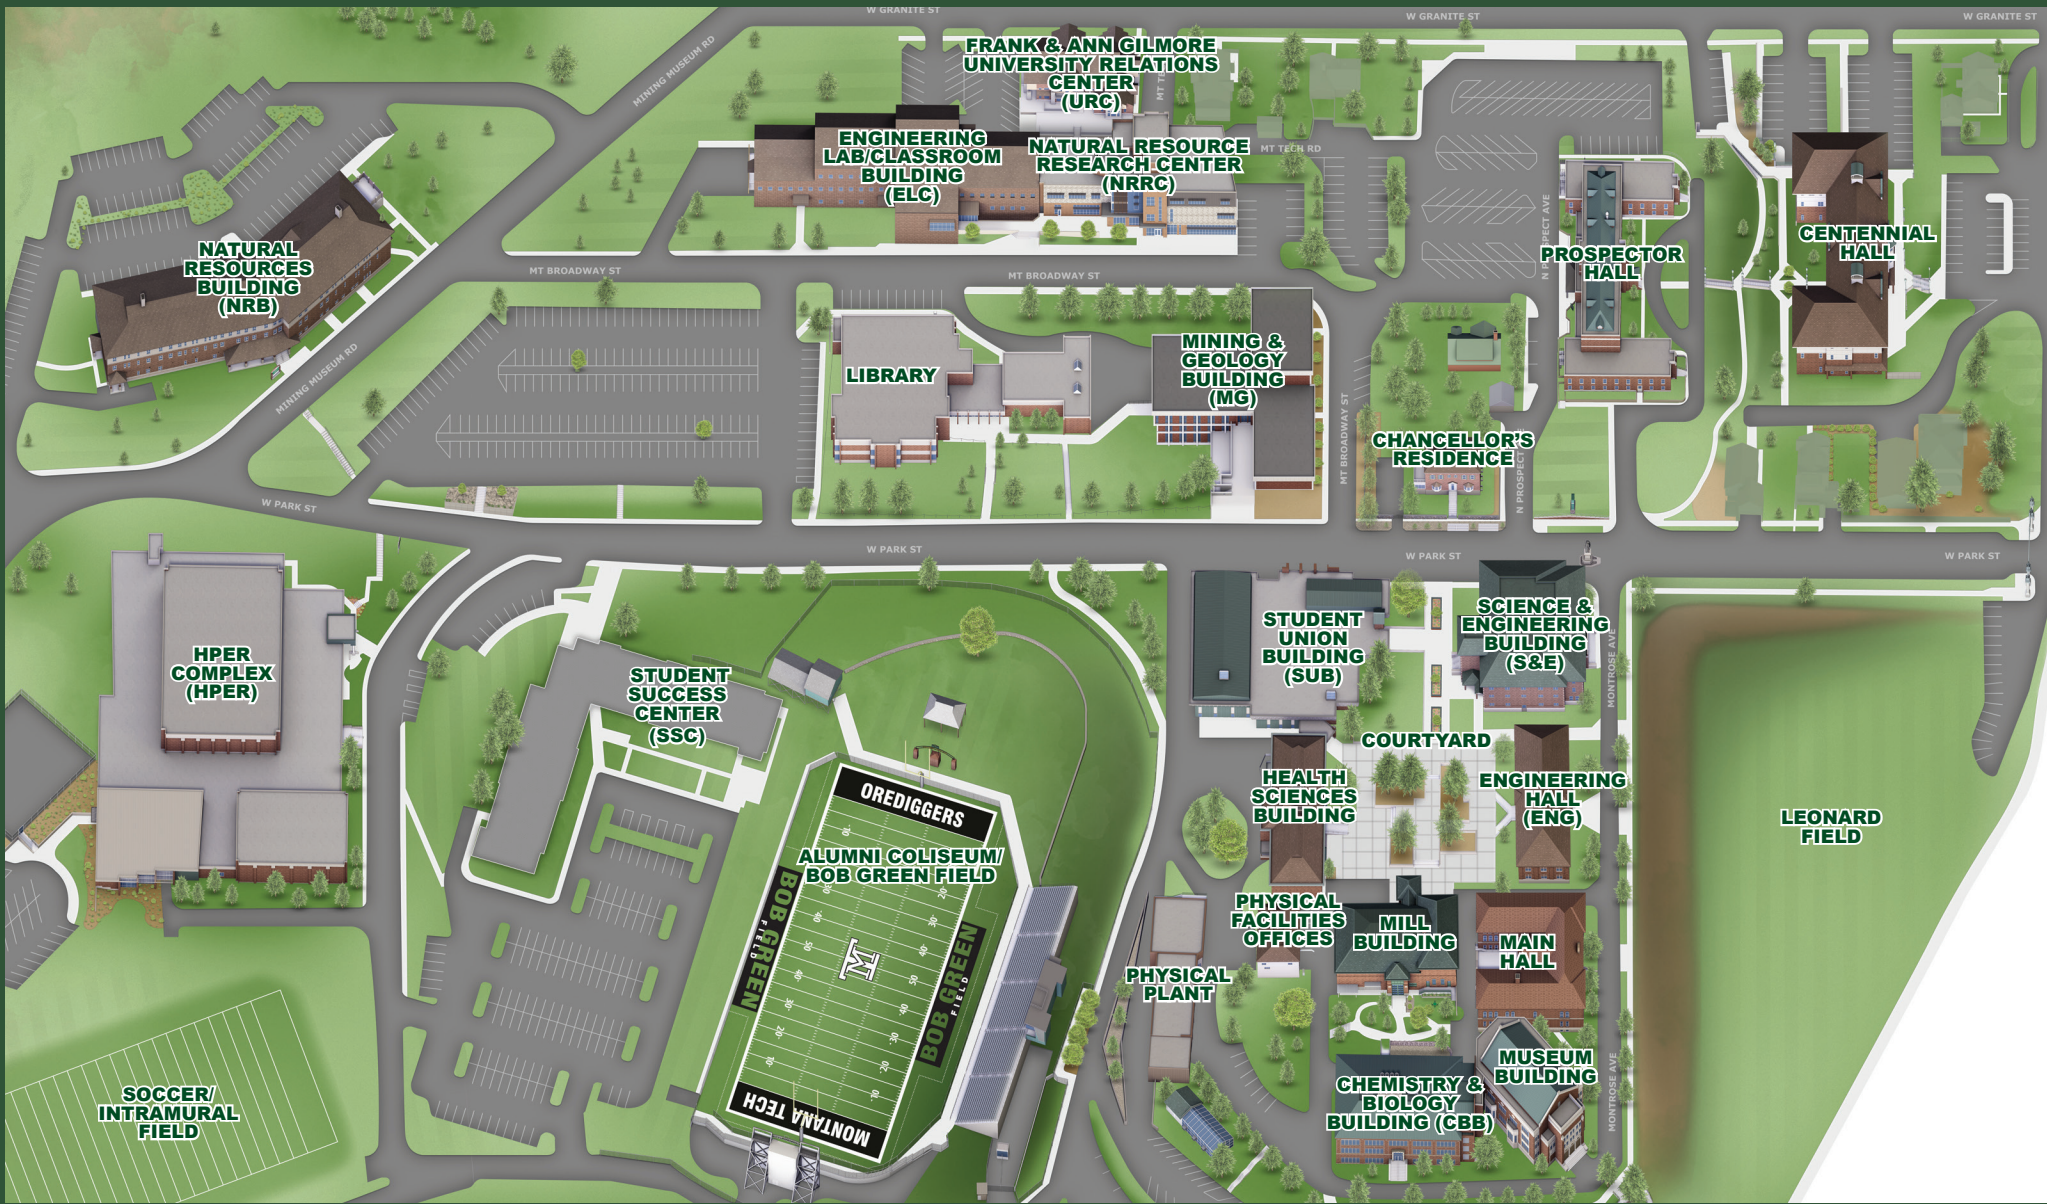 W GRANITE ST
W GRANITE ST
W GRANITE ST
MINING MUSEUM RD
FRANK & ANN GILMORE
UNIVERSITY RELATIONS
CENTER
(URC)
ENGINEERING
LAB/CLASSROOM
BUILDING
(ELC)
NATURAL RESOURCE
RESEARCH CENTER
(NRRC)
MT TECH RD
NATURAL
RESOURCES
BUILDING
(NRB)
MT BROADWAY ST
MT BROADWAY ST
PROSPECTOR
HALL
CENTENNIAL
HALL
MINING MUSEUM RD
LIBRARY
MINING &
GEOLOGY
BUILDING
(MG)
MT BROADWAY ST
CHANCELLOR'S
RESIDENCE
W PARK ST
W PARK ST
W PARK ST
W PARK ST
HPER
COMPLEX
(HPER)
STUDENT
SUCCESS
CENTER
(SSC)
STUDENT
UNION
BUILDING
(SUB)
SCIENCE &
ENGINEERING
BUILDING
(S&E)
MONTROSE AVE
COURTYARD
HEALTH
SCIENCES
BUILDING
ENGINEERING
HALL
(ENG)
LEONARD
FIELD
OREDIGGERS
ALUMNI COLISEUM/
BOB GREEN FIELD
BOB GREEN
FIELD
M
BOB GREEN
FIELD
MONTANA TECH
PHYSICAL
FACILITIES
OFFICES
MILL
BUILDING
MAIN
HALL
PHYSICAL
PLANT
MUSEUM
BUILDING
CHEMISTRY &
BIOLOGY
BUILDING (CBB)
MONTROSE AVE
SOCCER/
INTRAMURAL
FIELD